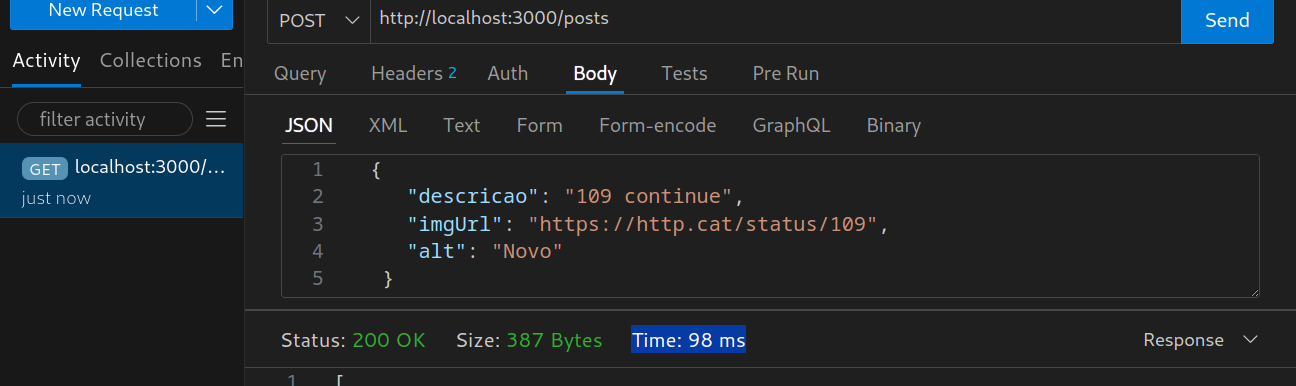 New Request
POST
http://localhost:3000/posts
Send
Activity Collections En
filter activity
GET localhost:3000/...
just now
Query Headers 2 Auth Body Tests Pre Run
JSON XML Text Form Form-encode GraphQL Binary
1 {
2 "descricao": "109 continue",
3 "imgUrl": "https://http.cat/status/109",
4 "alt": "Novo"
5 }
Status: 200 OK Size: 387 Bytes Time: 98 ms Response
1 [